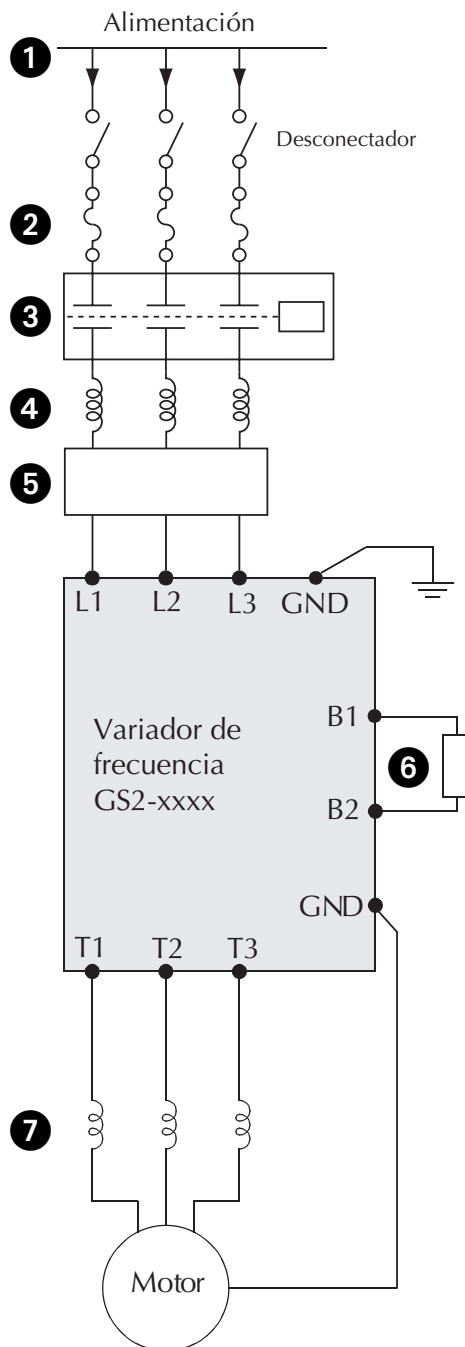 Alimentación
1
Desconectador
2
3
4
5
L1 L2 L3 GND
B1
Variador de
frecuencia
GS2-xxxx
6
B2
GND
T1 T2 T3
7
Motor